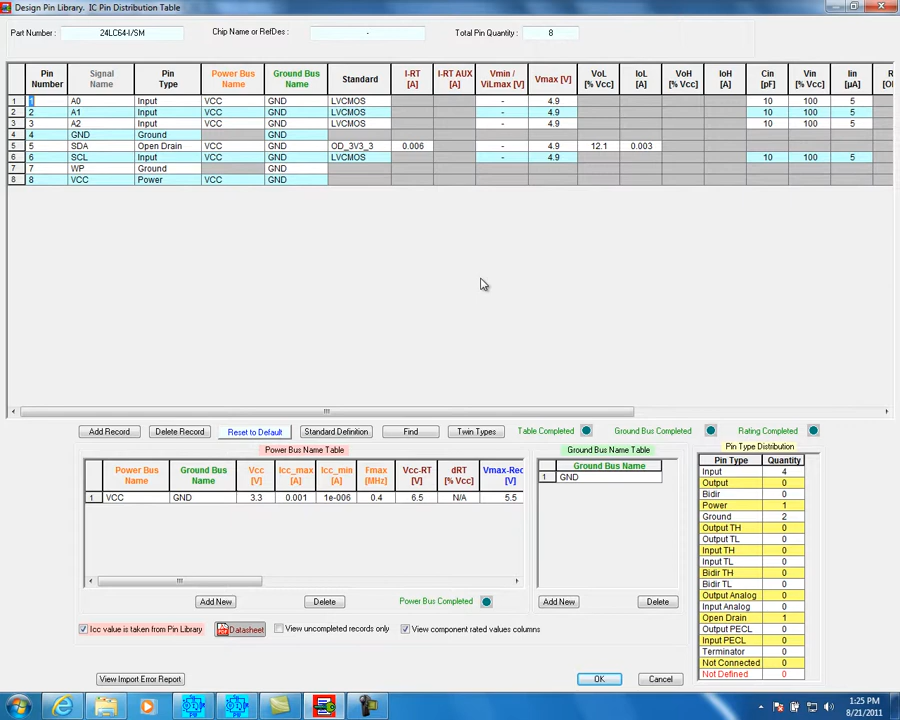 Design Pin Library. IC Pin Distribution Table
Part Number : 24LC64-I/SM Chip Name or RefDes : - Total Pin Quantity : 8
Pin Number Signal Name Pin Type Power Bus Name Ground Bus Name Standard I-RT [A] I-RT AUX [A] Vmin / ViLmax [V] Vmax [V] VoL [% Vcc] IoL [A] VoH [% Vcc] IoH [A] Cin [pF] Vin [% Vcc] Iin [µA]
1 1 A0 Input VCC GND LVCMOS - 4.9 10 100 5
2 2 A1 Input VCC GND LVCMOS - 4.9 10 100 5
3 3 A2 Input VCC GND LVCMOS - 4.9 10 100 5
4 4 GND Ground
5 5 SDA Open Drain VCC GND OD_3V3_3 0.006 - 4.9 12.1 0.003
6 6 SCL Input VCC GND LVCMOS - 4.9 10 100 5
7 7 WP Ground GND
8 8 VCC Power VCC GND
Add Record Delete Record Reset to Default Standard Definition Find Twin Types Table Completed Ground Bus Completed Rating Completed
Power Bus Name Table
Power Bus Name Ground Bus Name Vcc [V] Icc_max [A] Icc_min [A] Fmax [MHz] Vcc-RT [V] dRT [% Vcc] Vmax-Rec [V]
1 VCC GND 3.3 0.001 1e-006 0.4 6.5 N/A 5.5
Add New Delete Power Bus Completed
Ground Bus Name Table
Ground Bus Name
1 GND
Add New Delete
Pin Type Distribution
Pin Type Quantity
Input 4
Output 0
Bidir 0
Power 1
Ground 2
Output TH 0
Output TL 0
Input TH 0
Input TL 0
Bidir TH 0
Bidir TL 0
Output Analog 0
Input Analog 0
Open Drain 1
Output PECL 0
Input PECL 0
Terminator 0
Not Connected 0
Not Defined 0
Icc value is taken from Pin Library Datasheet View uncompleted records only View component rated values columns
View Import Error Report OK Cancel
1:25 PM
8/21/2011